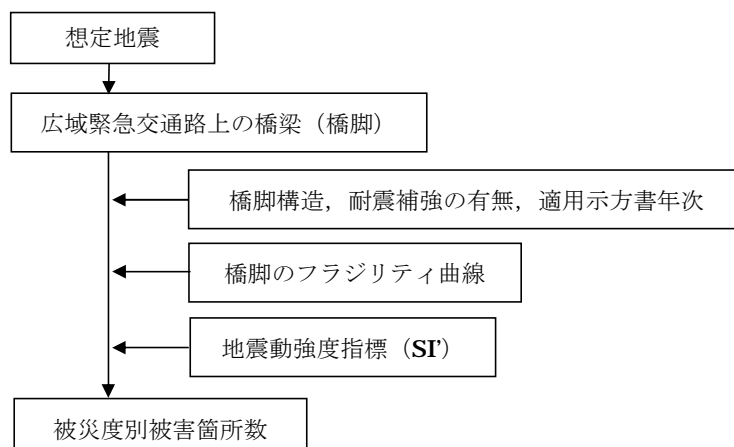 想定地震
広域緊急交通路上の橋梁（橋脚）
橋脚構造，耐震補強の有無，適用示方書年次
橋脚のフラジリティ曲線
地震動強度指標（SI’）
被災度別被害箇所数